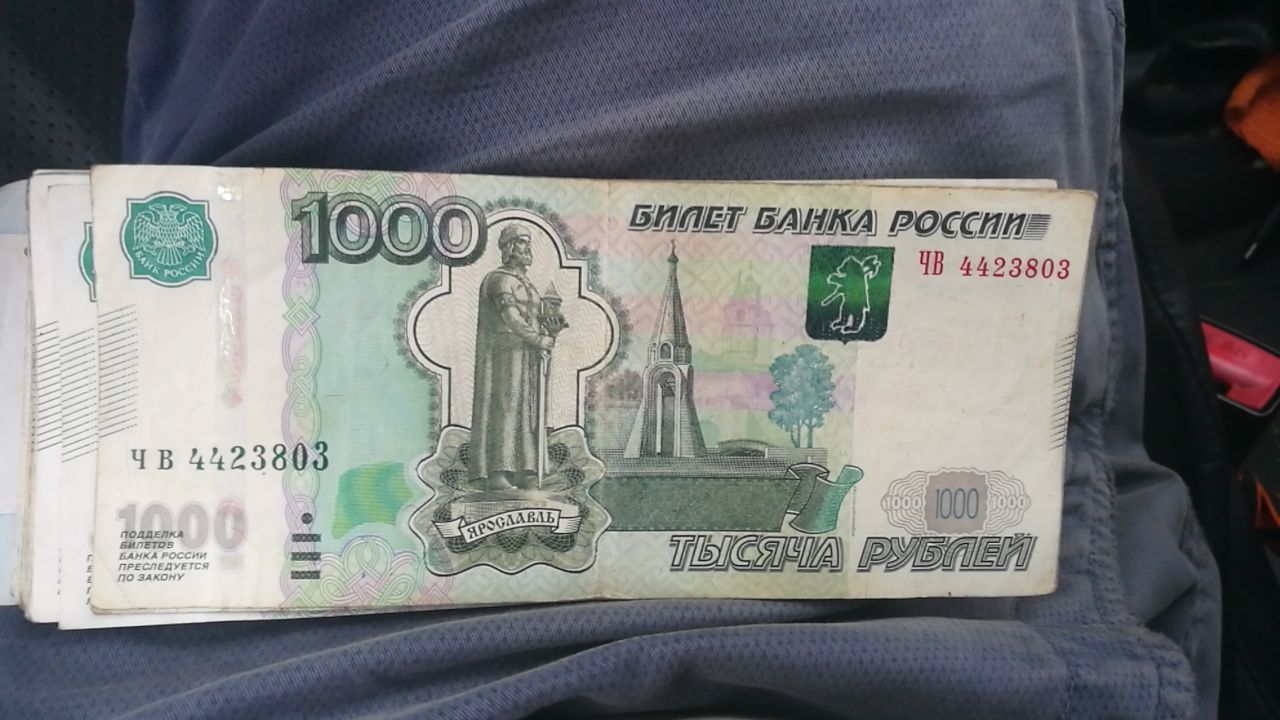 БАНК РОССИИ
1000
БИЛЕТ БАНКА РОССИИ
ЧВ 4423803
ЯРОСЛАВЛЬ
ЧВ 4423803
1000
ПОДДЕЛКА
БИЛЕТОВ
БАНКА РОССИИ
ПРЕСЛЕДУЕТСЯ
ПО ЗАКОНУ
1000 1000 1000
ТЫСЯЧА РУБЛЕЙ